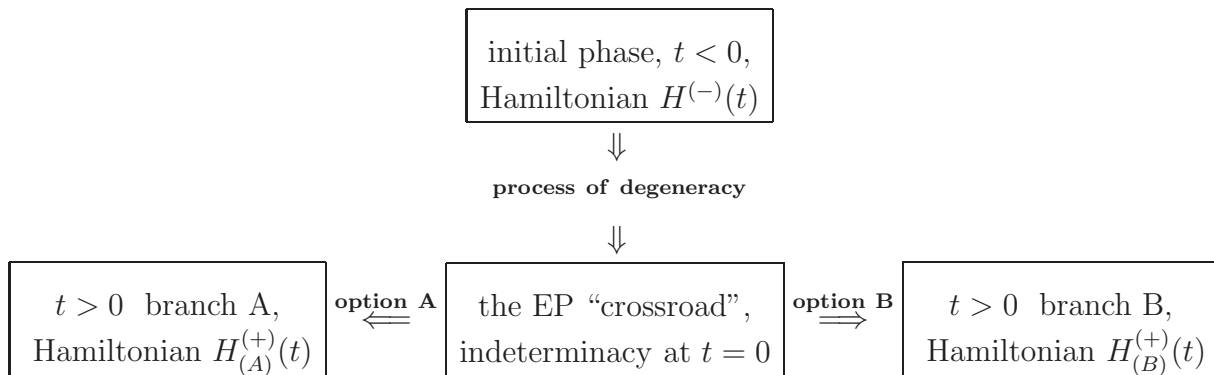 initial phase, t < 0,
Hamiltonian H^{(−)}(t)
⇓
process of degeneracy
⇓
t > 0 branch A,
Hamiltonian H^{(+)}_{(A)}(t)
option A
⇐
the EP “crossroad”,
indeterminacy at t = 0
option B
⇒
t > 0 branch B,
Hamiltonian H^{(+)}_{(B)}(t)